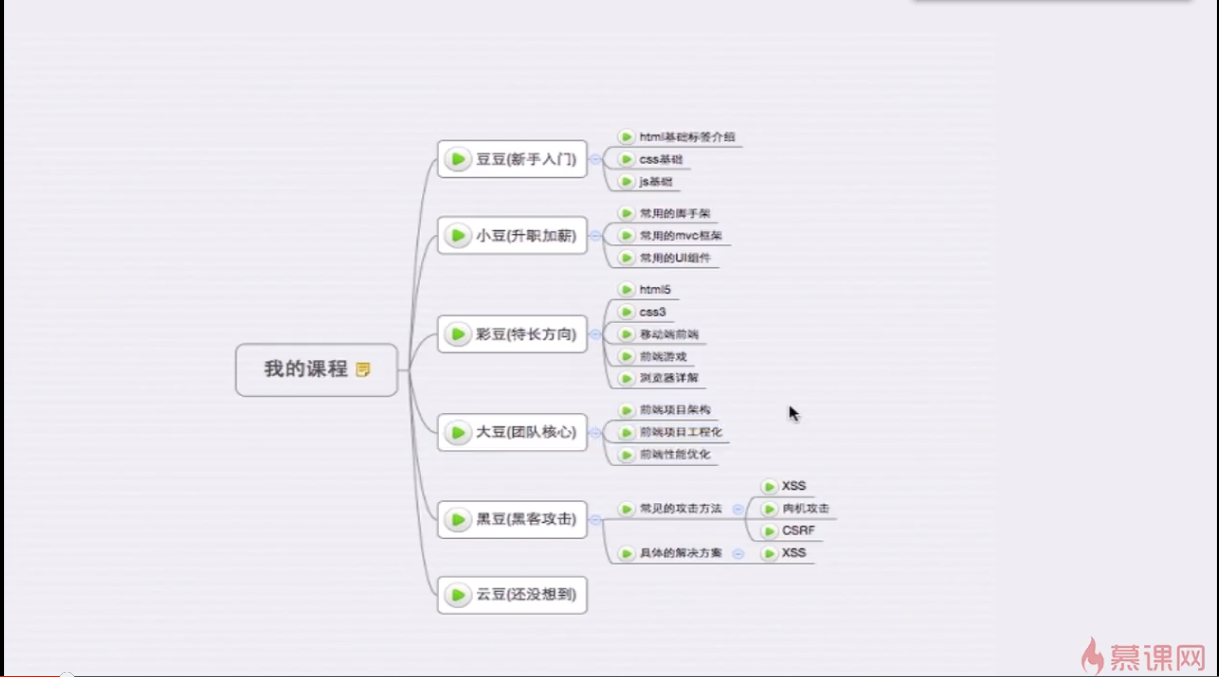 我的课程
豆豆(新手入门)
html基础标签介绍
css基础
js基础
小豆(升职加薪)
常用的脚手架
常用的mvc框架
常用的UI组件
彩豆(特长方向)
html5
css3
移动端前端
前端游戏
浏览器详解
大豆(团队核心)
前端项目架构
前端项目工程化
前端性能优化
黑豆(黑客攻击)
常见的攻击方法
XSS
肉机攻击
CSRF
具体的解决方案
XSS
云豆(还没想到)
慕课网